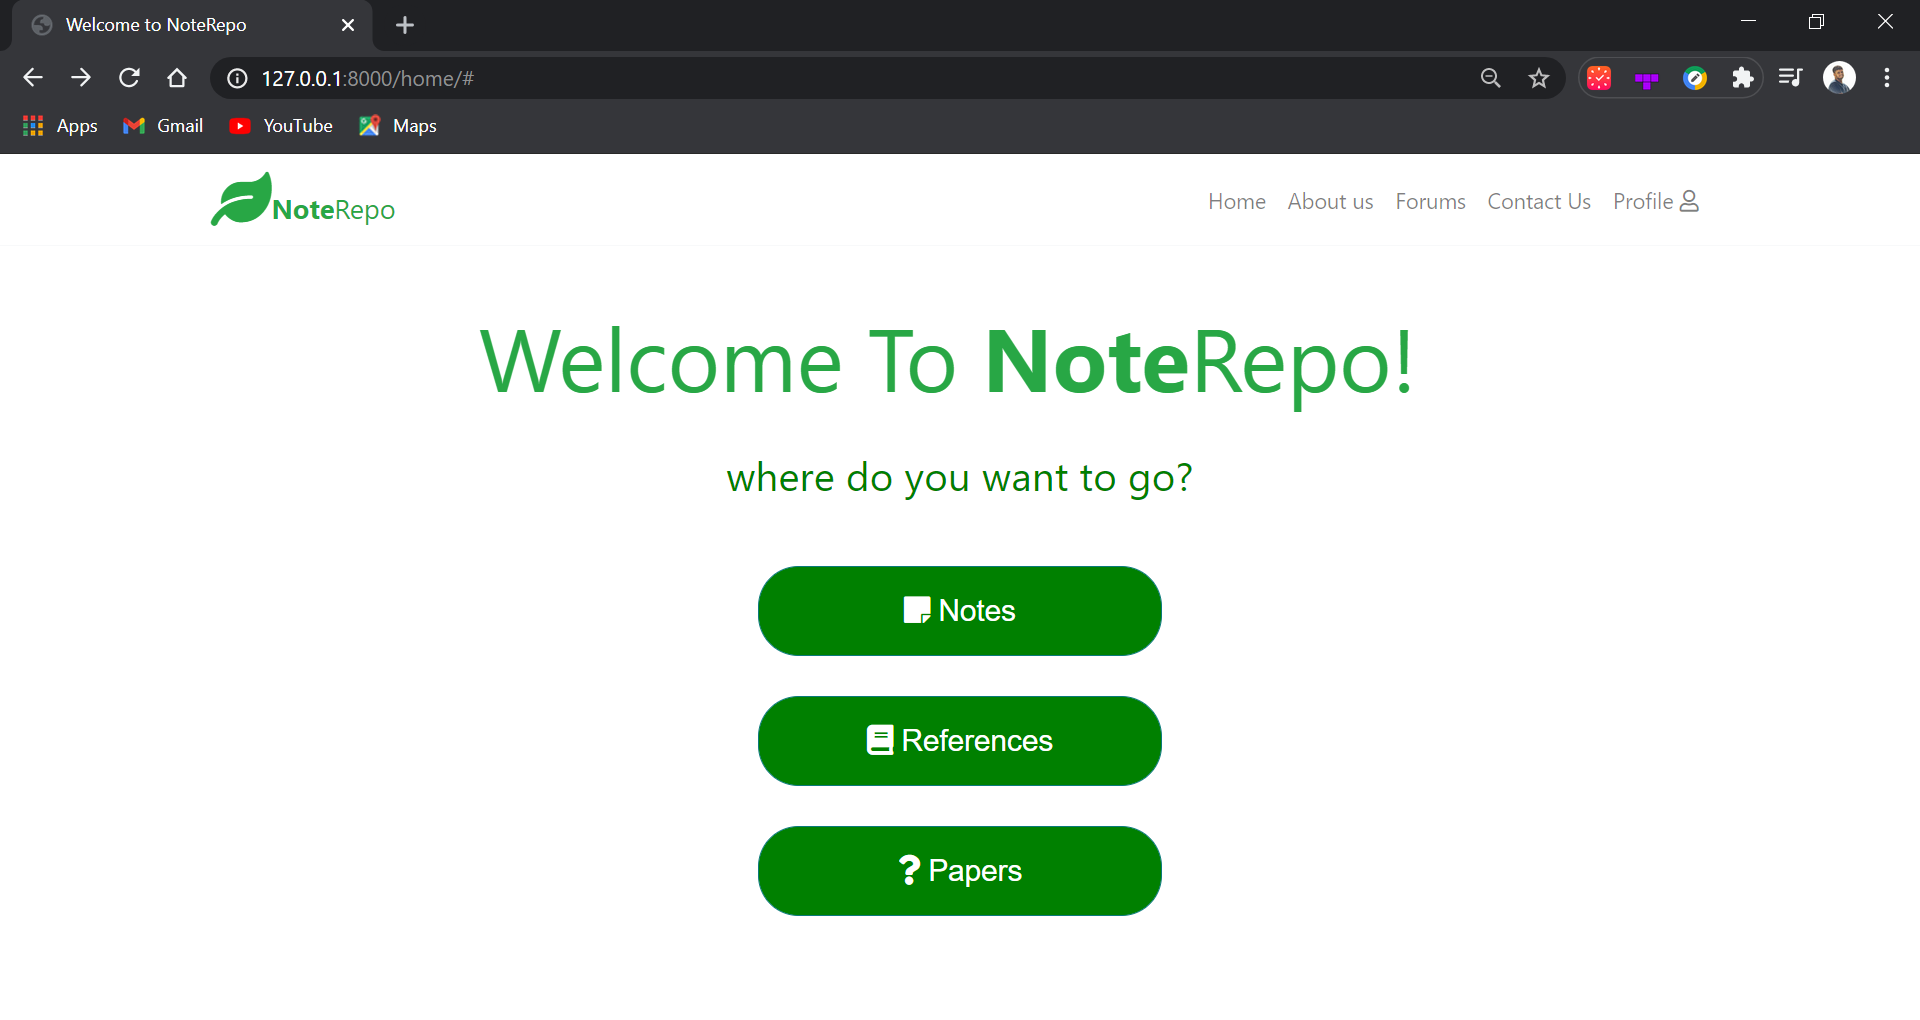 Welcome to NoteRepo
127.0.0.1:8000/home/#
Apps Gmail YouTube Maps
NoteRepo Home About us Forums Contact Us Profile
Welcome To NoteRepo!
where do you want to go?
Notes
References
Papers